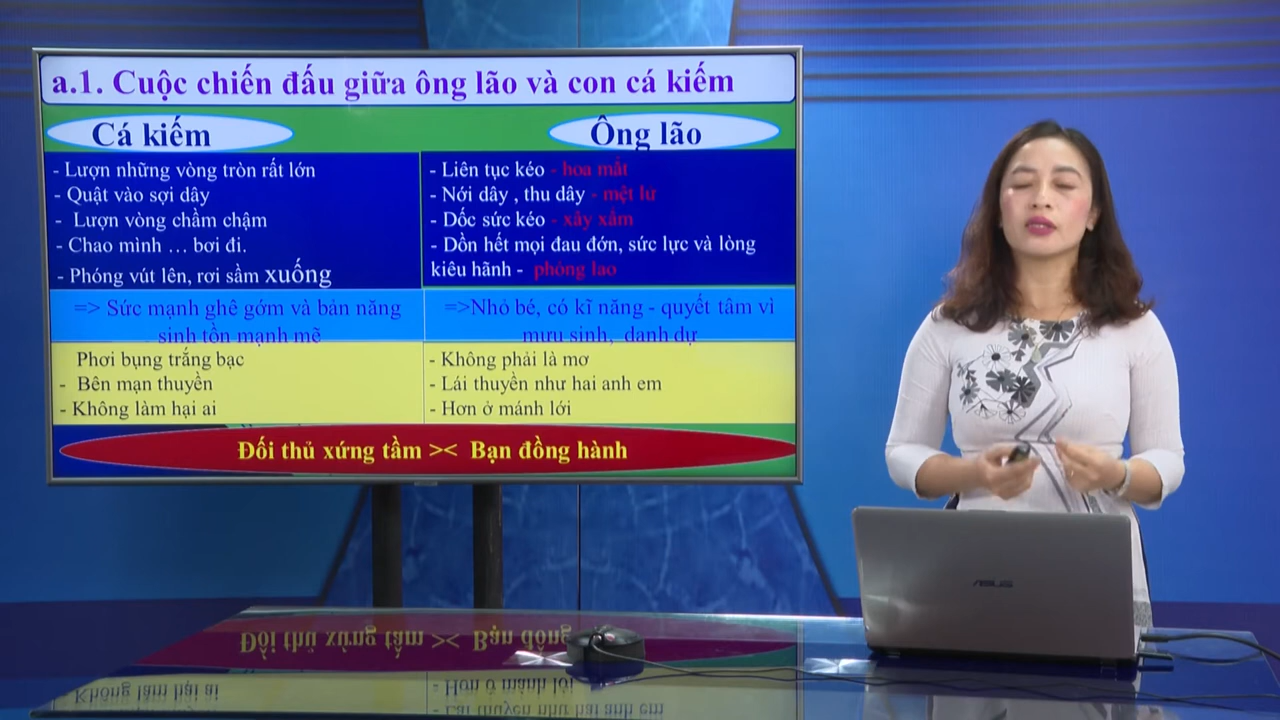 a.1. Cuộc chiến đấu giữa ông lão và con cá kiếm
Cá kiếm
Ông lão
- Lượn những vòng tròn rất lớn
- Quật vào sợi dây
- Lượn vòng chầm chậm
- Chao mình … bơi đi.
- Phóng vút lên, rơi sầm xuống
- Liên tục kéo - hoa mắt
- Nới dây , thu dây - mệt lử
- Dốc sức kéo - xây xẩm
- Dồn hết mọi đau đớn, sức lực và lòng
kiêu hãnh - phóng lao
=> Sức mạnh ghê gớm và bản năng
sinh tồn mạnh mẽ
=>Nhỏ bé, có kĩ năng - quyết tâm vì
mưu sinh, danh dự
Phơi bụng trắng bạc
- Bên mạn thuyền
- Không làm hại ai
- Không phải là mơ
- Lái thuyền như hai anh em
- Hơn ở mánh lới
Đối thủ xứng tầm >< Bạn đồng hành
ASUS